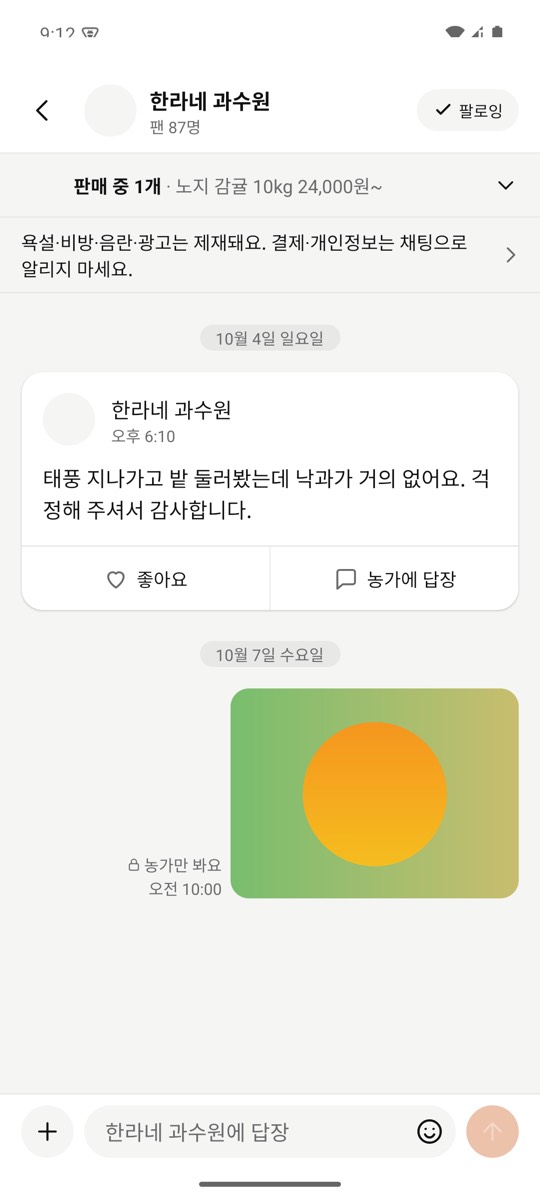 9:12
한라네 과수원
팬 87명
팔로잉
판매 중 1개 · 노지 감귤 10kg 24,000원~
욕설·비방·음란·광고는 제재돼요. 결제·개인정보는 채팅으로
알리지 마세요.
10월 4일 일요일
한라네 과수원
오후 6:10
태풍 지나가고 밭 둘러봤는데 낙과가 거의 없어요. 걱
정해 주셔서 감사합니다.
좋아요
농가에 답장
10월 7일 수요일
농가만 봐요
오전 10:00
한라네 과수원에 답장